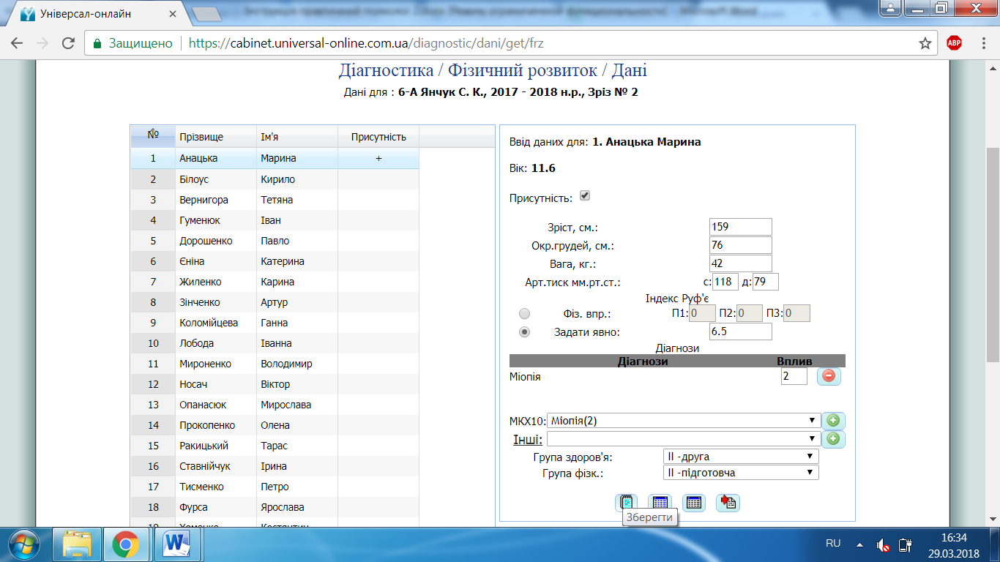 Універсал-онлайн
Защищено
https://cabinet.universal-online.com.ua/diagnostic/dani/get/frz
ABP
Діагностика / Фізичний розвиток / Дані
Дані для : 6-А Янчук С. К., 2017 - 2018 н.р., Зріз № 2
№ Прізвище Ім'я Присутність
1 Анацька Марина +
2 Білоус Кирило
3 Вернигора Тетяна
4 Гуменюк Іван
5 Дорошенко Павло
6 Єніна Катерина
7 Жиленко Карина
8 Зінченко Артур
9 Коломійцева Ганна
10 Лобода Іванна
11 Мироненко Володимир
12 Носач Віктор
13 Опанасюк Мирослава
14 Прокопенко Олена
15 Ракицький Тарас
16 Ставнійчук Ірина
17 Тисменко Петро
18 Фурса Ярослава
Ввід даних для: 1. Анацька Марина
Вік: 11.6
Присутність:
Зріст, см.: 159
Окр.грудей, см.: 76
Вага, кг.: 42
Арт.тиск мм.рт.ст.: с: 118 д: 79
Індекс Руф'є
Фіз. впр.: П1: 0 П2: 0 П3: 0
Задати явно: 6.5
Діагнози
Діагнози Вплив
Міопія 2
МКХ10: Міопія(2)
Інші:
Група здоров'я: II -друга
Група фізк.: II -підготовча
Зберегти
RU
16:34
29.03.2018